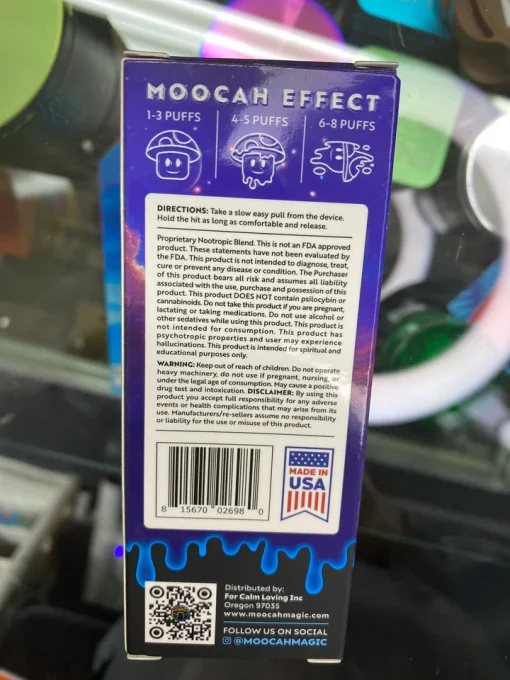 MOOCAH EFFECT
1-3 PUFFS
4-5 PUFFS
6-8 PUFFS
DIRECTIONS: Take a slow easy pull from the device.
Hold the hit as long as comfortable and release.
Proprietary Nootropic Blend. This is not an FDA approved
product. These statements have not been evaluated by
the FDA. This product is not intended to diagnose, treat,
cure or prevent any disease or condition. The Purchaser
of this product bears all risk and assumes all liability
associated with the use, purchase and possession of this
product. This product DOES NOT contain psilocybin or
cannabinoids. Do not take this product if you are pregnant,
lactating or taking medications. Do not use alcohol or
other sedatives while using this product. This product is
not intended for consumption. This product has
psychotropic properties and user may experience
hallucinations. This product is intended for spiritual and
educational purposes only.
WARNING: Keep out of reach of children. Do not operate
heavy machinery, do not use if pregnant, nursing, or
under the legal age of consumption. May cause a positive
drug test and intoxication. DISCLAIMER: By using this
product you accept full responsibility for any adverse
events or health complications that may arise from its
use. Manufacturers/re-sellers assume no responsibility
or liability for the use or misuse of this product.
8 15670 02698 0
MADE IN
USA
Distributed by:
For Calm Loving Inc
Oregon 97035
www.moocahmagic.com
FOLLOW US ON SOCIAL
@MOOCAHMAGIC